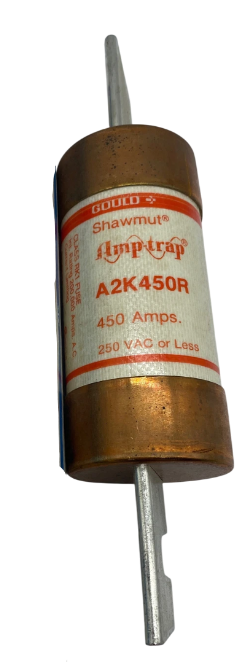 GOULD
Shawmut®
Amp-trap®
A2K450R
450 Amps.
250 VAC or Less